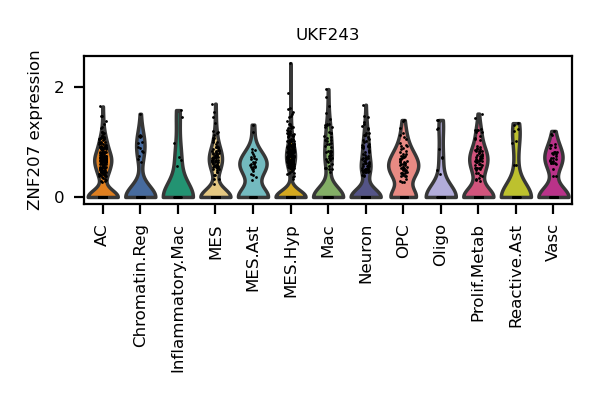 UKF243
ZNF207 expression
2
0
AC
Chromatin.Reg
Inflammatory.Mac
MES
MES.Ast
MES.Hyp
Mac
Neuron
OPC
Oligo
Prolif.Metab
Reactive.Ast
Vasc